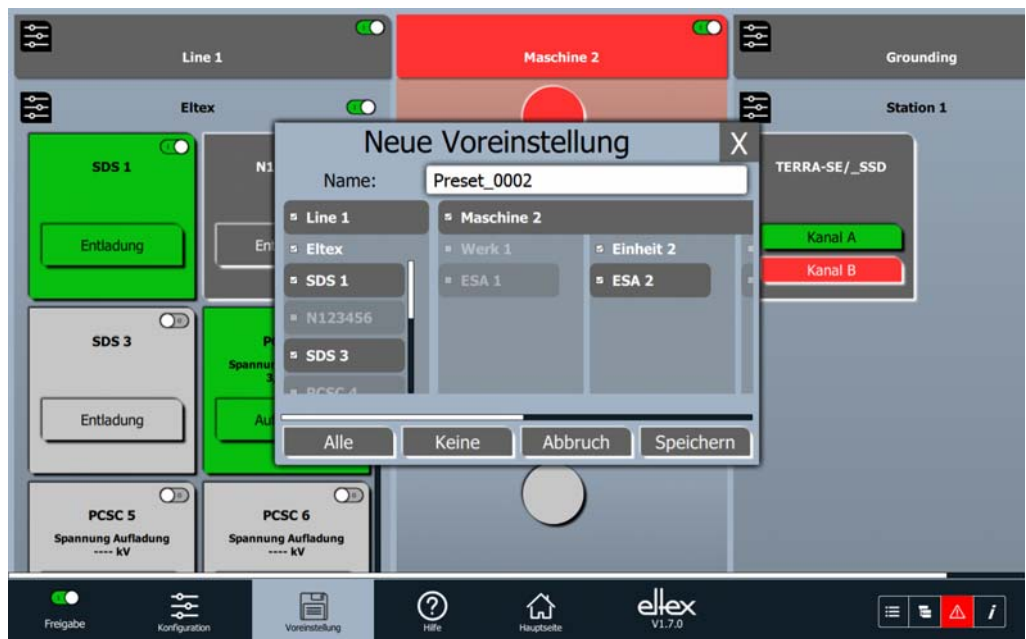 Line 1
Maschine 2
Grounding
Eltex
Station 1
SDS 1
N1
Entladung
SDS 3
Entladung
PCSC 5
Spannung Aufladung
---- kV
PCSC 6
Spannung Aufladung
---- kV
TERRA-SE/_SSD
Kanal A
Kanal B
Neue Voreinstellung
X
Name:
Preset_0002
Line 1
Maschine 2
Eltex
Werk 1
Einheit 2
SDS 1
ESA 1
ESA 2
N123456
SDS 3
PCSC 4
Alle
Keine
Abbruch
Speichern
Freigabe
Konfiguration
Voreinstellung
Hilfe
Hauptseite
eltex
V1.7.0